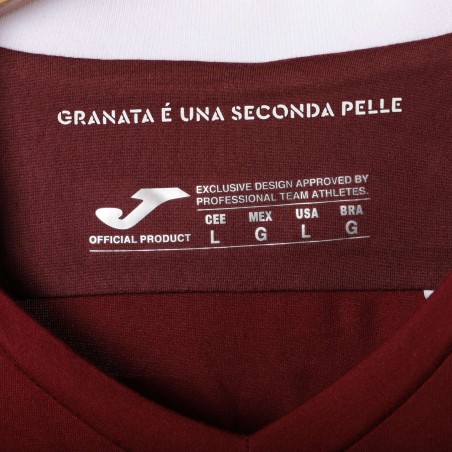 GRANATA É UNA SECONDA PELLE
EXCLUSIVE DESIGN APPROVED BY
PROFESSIONAL TEAM ATHLETES.
OFFICIAL PRODUCT
CEE MEX USA BRA
L G L G